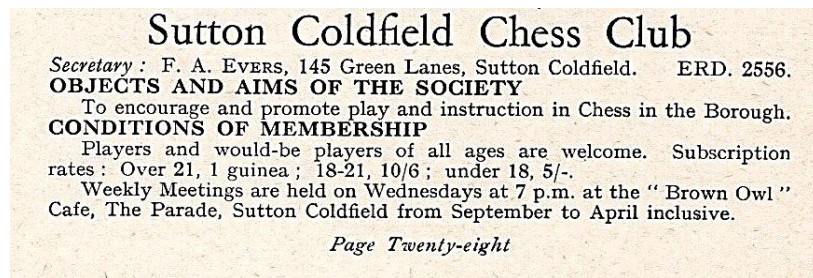 Sutton Coldfield Chess Club
Secretary : F. A. EVERS, 145 Green Lanes, Sutton Coldfield. ERD. 2556.
OBJECTS AND AIMS OF THE SOCIETY
To encourage and promote play and instruction in Chess in the Borough.
CONDITIONS OF MEMBERSHIP
Players and would-be players of all ages are welcome. Subscription
rates : Over 21, 1 guinea ; 18-21, 10/6 ; under 18, 5/-.
Weekly Meetings are held on Wednesdays at 7 p.m. at the " Brown Owl "
Cafe, The Parade, Sutton Coldfield from September to April inclusive.
Page Twenty-eight